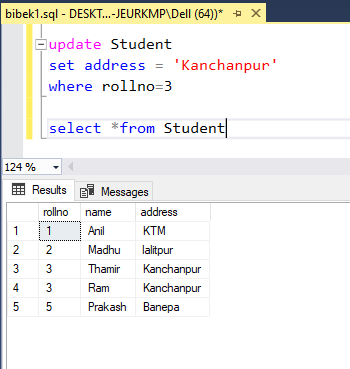 bibek1.sql - DESKT...-JEURKMP\Dell (64))*
update Student
set address = 'Kanchanpur'
where rollno=3
select *from Student
124 %
Results Messages
rollno name address
1 1 Anil KTM
2 2 Madhu lalitpur
3 3 Thamir Kanchanpur
4 3 Ram Kanchanpur
5 5 Prakash Banepa